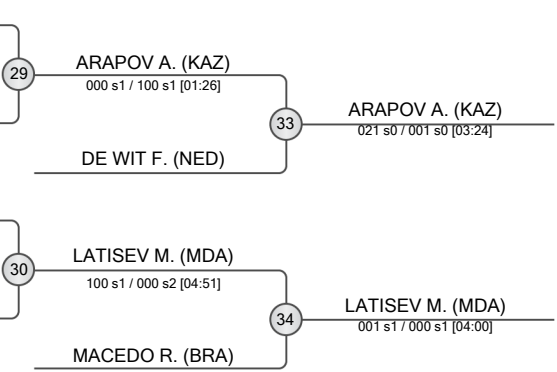 ARAPOV A. (KAZ)
29
000 s1 / 100 s1 [01:26]
ARAPOV A. (KAZ)
33
021 s0 / 001 s0 [03:24]
DE WIT F. (NED)
LATISEV M. (MDA)
30
100 s1 / 000 s2 [04:51]
LATISEV M. (MDA)
34
001 s1 / 000 s1 [04:00]
MACEDO R. (BRA)